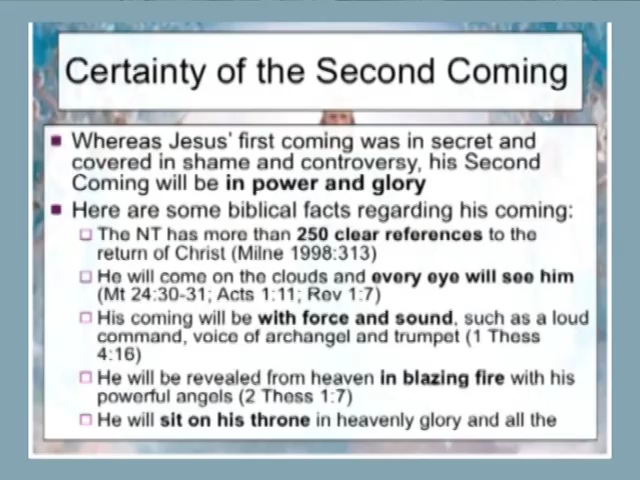 Certainty of the Second Coming
Whereas Jesus' first coming was in secret and
covered in shame and controversy, his Second
Coming will be in power and glory
Here are some biblical facts regarding his coming:
The NT has more than 250 clear references to the
return of Christ (Milne 1998:313)
He will come on the clouds and every eye will see him
(Mt 24:30-31; Acts 1:11; Rev 1:7)
His coming will be with force and sound, such as a loud
command, voice of archangel and trumpet (1 Thess
4:16)
He will be revealed from heaven in blazing fire with his
powerful angels (2 Thess 1:7)
He will sit on his throne in heavenly glory and all the